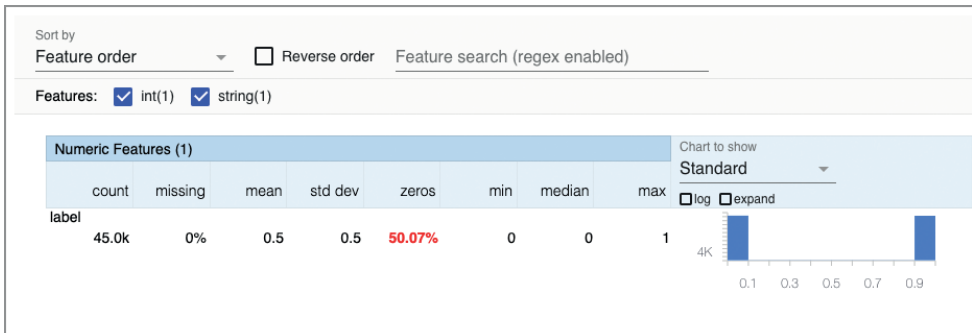 Sort by
Feature order
Reverse order
Feature search (regex enabled)
Features: int(1) string(1)
Numeric Features (1)
Chart to show
Standard
count missing mean std dev zeros min median max
log expand
label
45.0k 0% 0.5 0.5 50.07% 0 0 1
4K
0.1 0.3 0.5 0.7 0.9